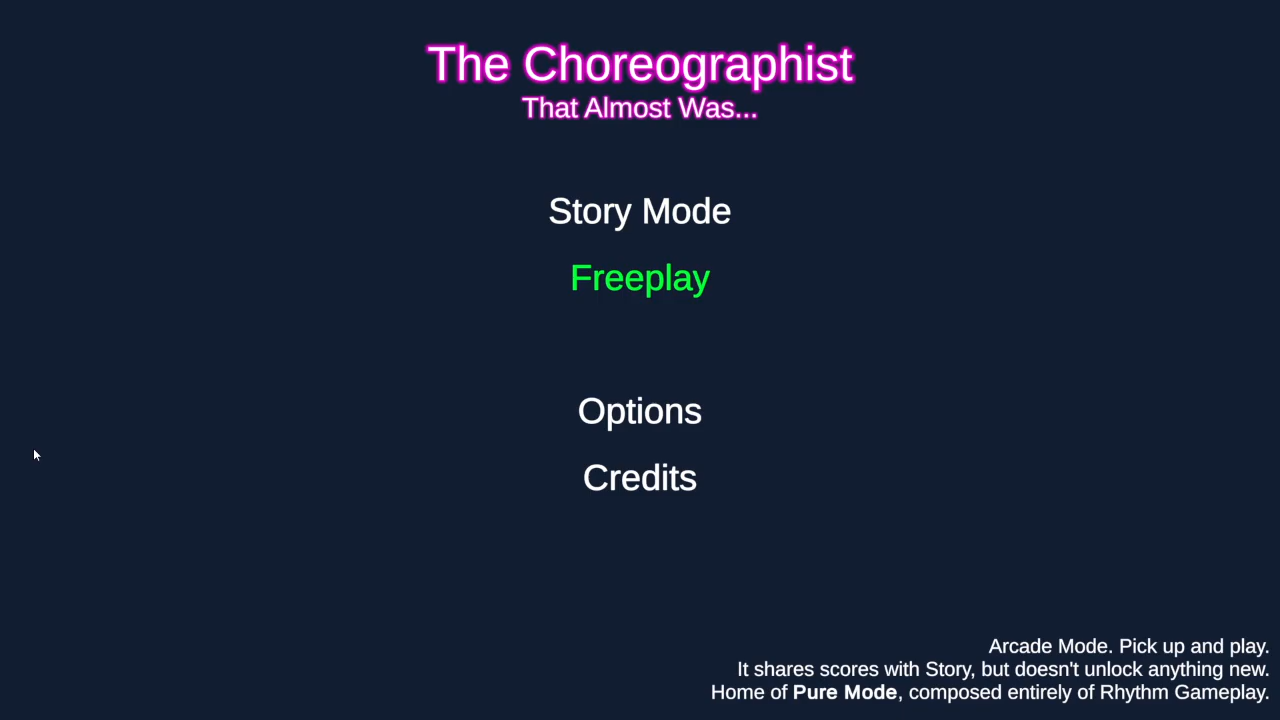 The Choreographist
That Almost Was...
Story Mode
Freeplay
Options
Credits
Arcade Mode. Pick up and play.
It shares scores with Story, but doesn't unlock anything new.
Home of Pure Mode, composed entirely of Rhythm Gameplay.